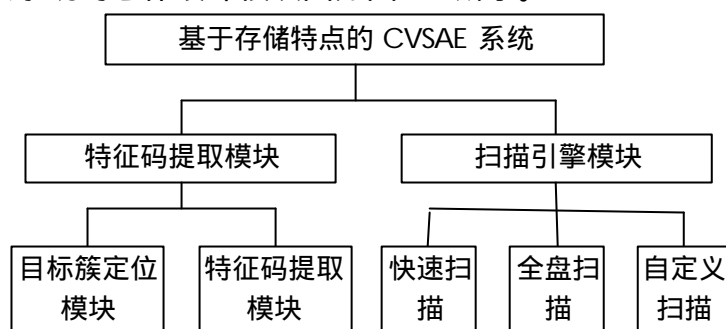 基于存储特点的 CVSAE 系统
特征码提取模块
扫描引擎模块
目标簇定位
模块
特征码提取
模块
快速扫
描
全盘扫
描
自定义
扫描